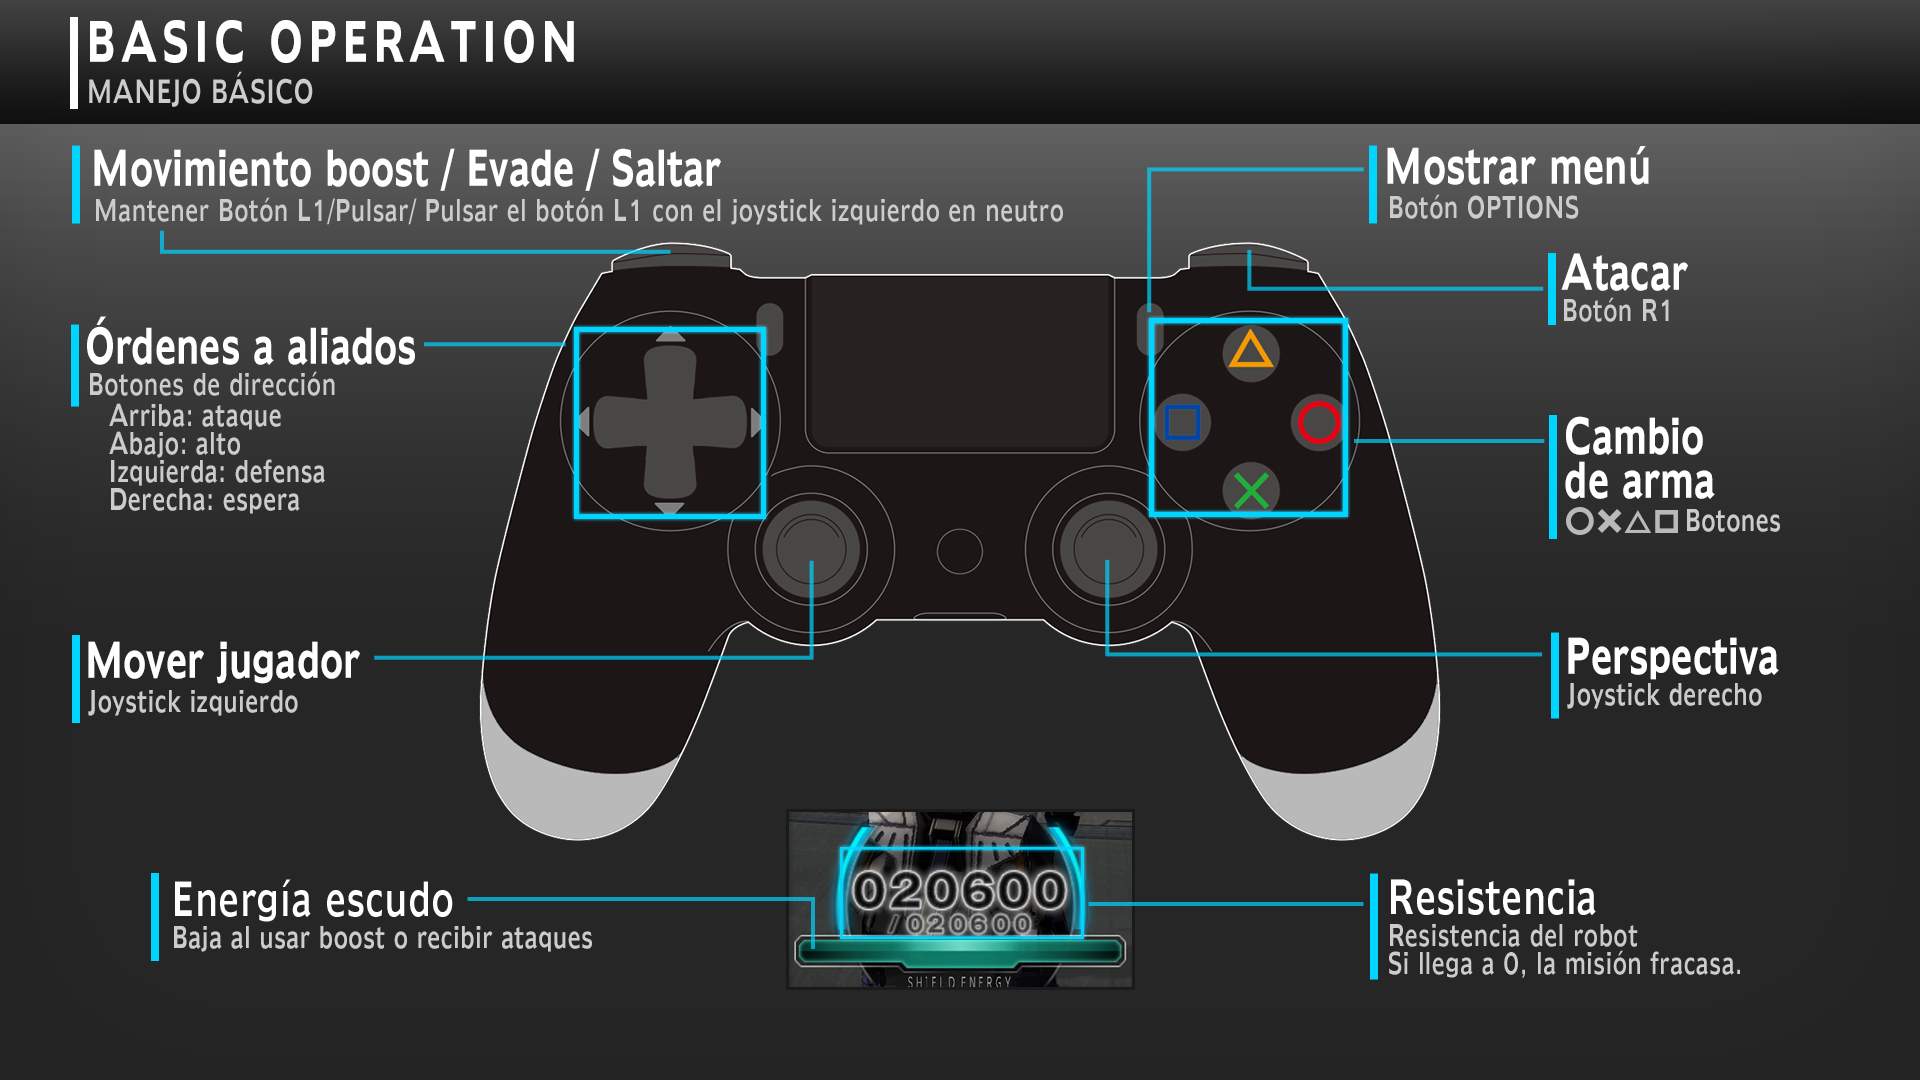 BASIC OPERATION
MANEJO BÁSICO
Movimiento boost / Evade / Saltar
Mantener Botón L1/Pulsar/ Pulsar el botón L1 con el joystick izquierdo en neutro
Mostrar menú
Botón OPTIONS
Atacar
Botón R1
Órdenes a aliados
Botones de dirección
Arriba: ataque
Abajo: alto
Izquierda: defensa
Derecha: espera
Cambio
de arma
○×△□ Botones
Mover jugador
Joystick izquierdo
Perspectiva
Joystick derecho
Energía escudo
Baja al usar boost o recibir ataques
020600
/020600
SHIELD ENERGY
Resistencia
Resistencia del robot
Si llega a 0, la misión fracasa.